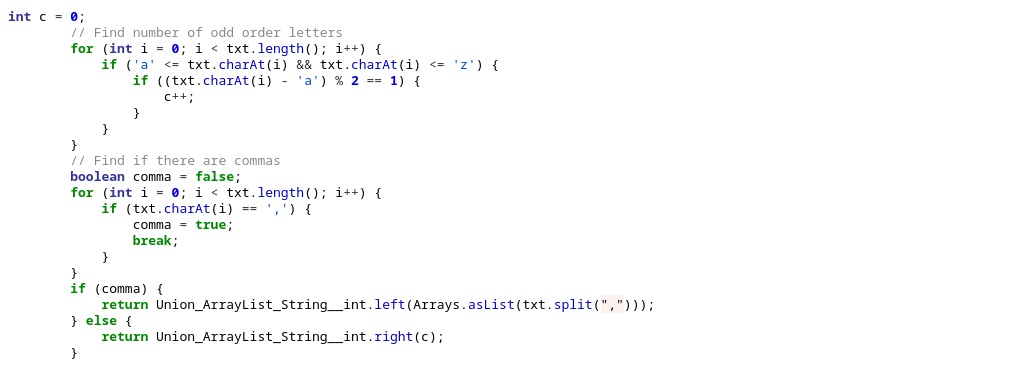 int c = 0;
        // Find number of odd order letters
        for (int i = 0; i < txt.length(); i++) {
            if ('a' <= txt.charAt(i) && txt.charAt(i) <= 'z') {
                if ((txt.charAt(i) - 'a') % 2 == 1) {
                    c++;
                }
            }
        }
        // Find if there are commas
        boolean comma = false;
        for (int i = 0; i < txt.length(); i++) {
            if (txt.charAt(i) == ',') {
                comma = true;
                break;
            }
        }
        if (comma) {
            return Union_ArrayList_String__int.left(Arrays.asList(txt.split(",")));
        } else {
            return Union_ArrayList_String__int.right(c);
        }